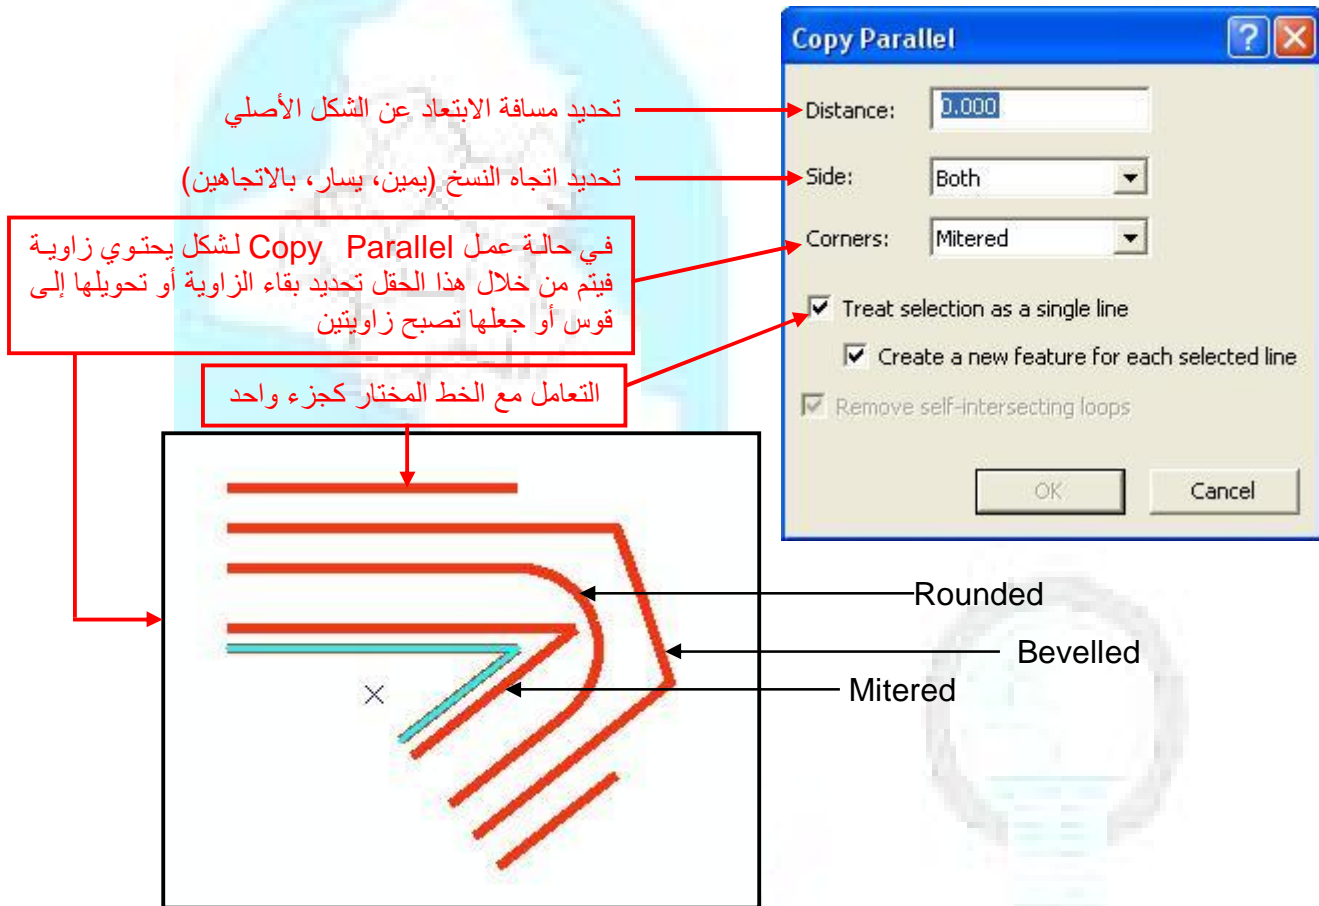 Copy Parallel
تحديد مسافة الابتعاد عن الشكل الأصلي
Distance:
0.000
تحديد اتجاه النسخ (يمين، يسار، بالاتجاهين)
Side:
Both
في حالة عمل Copy Parallel لشكل يحتوي زاوية
فيتم من خلال هذا الحقل تحديد بقاء الزاوية أو تحويلها إلى
قوس أو جعلها تصبح زاويتين
Corners:
Mitered
Treat selection as a single line
Create a new feature for each selected line
التعامل مع الخط المختار كجزء واحد
Remove self-intersecting loops
OK
Cancel
Rounded
Bevelled
Mitered